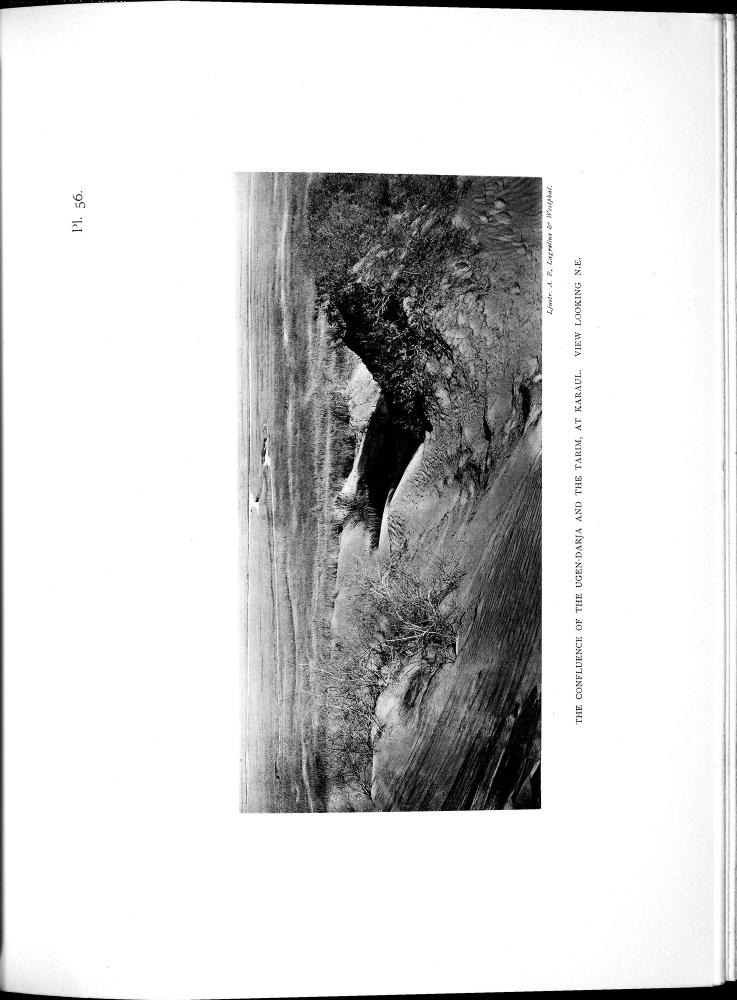 Pl. 56.
Ljustr. A. B. Lagrelius & Westphal.
THE CONFLUENCE OF THE UGEN-DARJA AND THE TARIM, AT KARAUL. VIEW LOOKING N.E.